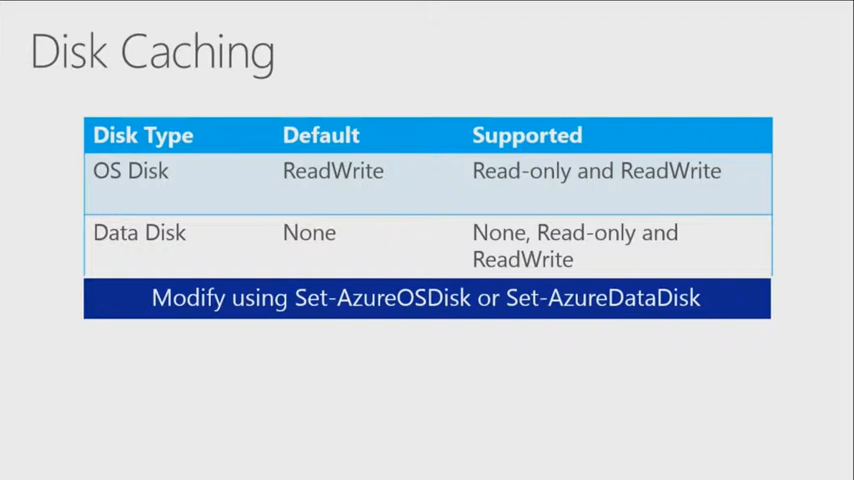 Disk Caching
Disk Type Default Supported
OS Disk ReadWrite Read-only and ReadWrite
Data Disk None None, Read-only and
ReadWrite
Modify using Set-AzureOSDisk or Set-AzureDataDisk